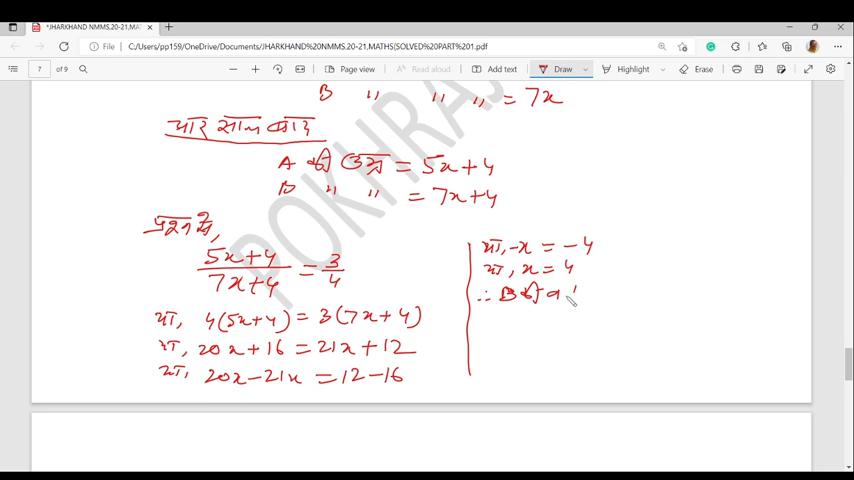 *JHARKHAND NMMS,20-21,MATHS
File | C:/Users/pp159/OneDrive/Documents/JHARKHAND%20NMMS,20-21,MATHS(SOLVED%20PART%201.pdf
7 of 9 Page view Read aloud Add text Draw Highlight Erase
B " " " = 7x
चार साल बाद
A की उम्र = 5x+4
B " " = 7x+4
प्रश्न से,
(5x+4)/(7x+4) = 3/4
या, 4(5x+4) = 3(7x+4)
या, 20x+16 = 21x+12
या, 20x-21x = 12-16
या, -x = -4
या, x = 4
∴ B की व
POKHRA